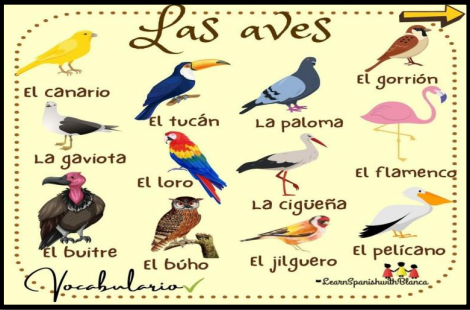 Las aves
El canario
El tucán
La paloma
El gorrión
La gaviota
El loro
La cigüeña
El flamenco
El buitre
El búho
El jilguero
El pelícano
Vocabulario
#LearnSpanishwithBlanca